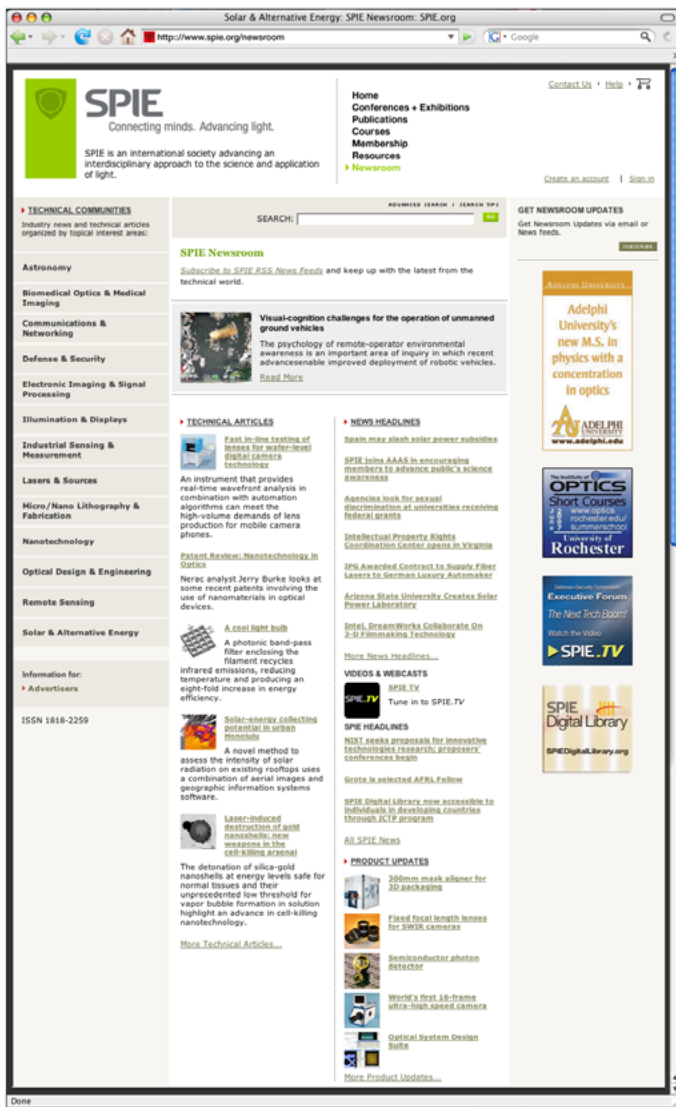 Solar & Alternative Energy: SPIE Newsroom: SPIE.org
http://www.spie.org/newsroom
Google
SPIE
Connecting minds. Advancing light.
SPIE is an international society advancing an
interdisciplinary approach to the science and application
of light.
Home
Conferences + Exhibitions
Publications
Courses
Membership
Resources
Newsroom
Contact Us
Help
Create an account | Sign in
TECHNICAL COMMUNITIES
Industry news and technical articles
organized by topical interest areas:
Astronomy
Biomedical Optics & Medical
Imaging
Communications &
Networking
Defense & Security
Electronic Imaging & Signal
Processing
Illumination & Displays
Industrial Sensing &
Measurement
Lasers & Sources
Micro/Nano Lithography &
Fabrication
Nanotechnology
Optical Design & Engineering
Remote Sensing
Solar & Alternative Energy
Information for:
Advertisers
ISSN 1818-2259
ADVANCED SEARCH | SEARCH TIPS
SEARCH:
GO
SPIE Newsroom
Subscribe to SPIE RSS News Feeds and keep up with the latest from the
technical world.
Visual-cognition challenges for the operation of unmanned
ground vehicles
The psychology of remote-operator environmental
awareness is an important area of inquiry in which recent
advancesenable improved deployment of robotic vehicles.
Read More
TECHNICAL ARTICLES
Fast in-line testing of
lenses for wafer-level
digital camera
technology
An instrument that provides
real-time wavefront analysis in
combination with automation
algorithms can meet the
high-volume demands of lens
production for mobile camera
phones.
Patent Review: Nanotechnology in
Optics
Nerac analyst Jerry Burke looks at
some recent patents involving the
use of nanomaterials in optical
devices.
A cool light bulb
A photonic band-pass
filter enclosing the
filament recycles
infrared emissions, reducing
temperature and producing an
eight-fold increase in energy
efficiency.
Solar-energy collecting
potential in urban
Honolulu
A novel method to
assess the intensity of solar
radiation on existing rooftops uses
a combination of aerial images and
geographic information systems
software.
Laser-induced
destruction of gold
nanoshells: new
weapons in the
cell-killing arsenal
The detonation of silica-gold
nanoshells at energy levels safe for
normal tissues and their
unprecedented low threshold for
vapor bubble formation in solution
highlight an advance in cell-killing
nanotechnology.
More Technical Articles...
NEWS HEADLINES
Spain may slash solar power subsidies
SPIE joins AAAS in encouraging
members to advance public's science
awareness
Agencies look for sexual
discrimination at universities receiving
federal grants
Intellectual Property Rights
Coordination Center opens in Virginia
IPG Awarded Contract to Supply Fiber
Lasers to German Luxury Automaker
Arizona State University Creates Solar
Power Laboratory
Intel, DreamWorks Collaborate On
3-D Filmmaking Technology
More News Headlines...
VIDEOS & WEBCASTS
SPIE.TV
SPIE TV
Tune in to SPIE.TV
SPIE HEADLINES
NIST seeks proposals for innovative
technologies research; proposers'
conferences begin
Grote is selected AFRL Fellow
SPIE Digital Library now accessible to
individuals in developing countries
through ICTP program
All SPIE News
PRODUCT UPDATES
300mm mask aligner for
3D packaging
Fixed focal length lenses
for SWIR cameras
Semiconductor photon
detector
World's first 16-frame
ultra-high speed camera
Optical System Design
Suite
More Product Updates...
GET NEWSROOM UPDATES
Get Newsroom Updates via email or
News feeds.
SUBSCRIBE
ADELPHI UNIVERSITY
Adelphi
University's
new M.S. in
physics with a
concentration
in optics
ADELPHI
UNIVERSITY
www.adelphi.edu
The Institute of
OPTICS
Short Courses
www.optics
rochester.edu/
summerschool
University of
Rochester
Defense+Security Symposium
Executive Forum
The Next Tech Boom!
Watch the Video
SPIE.TV
SPIE
Digital Library
SPIEDigitalLibrary.org
Done